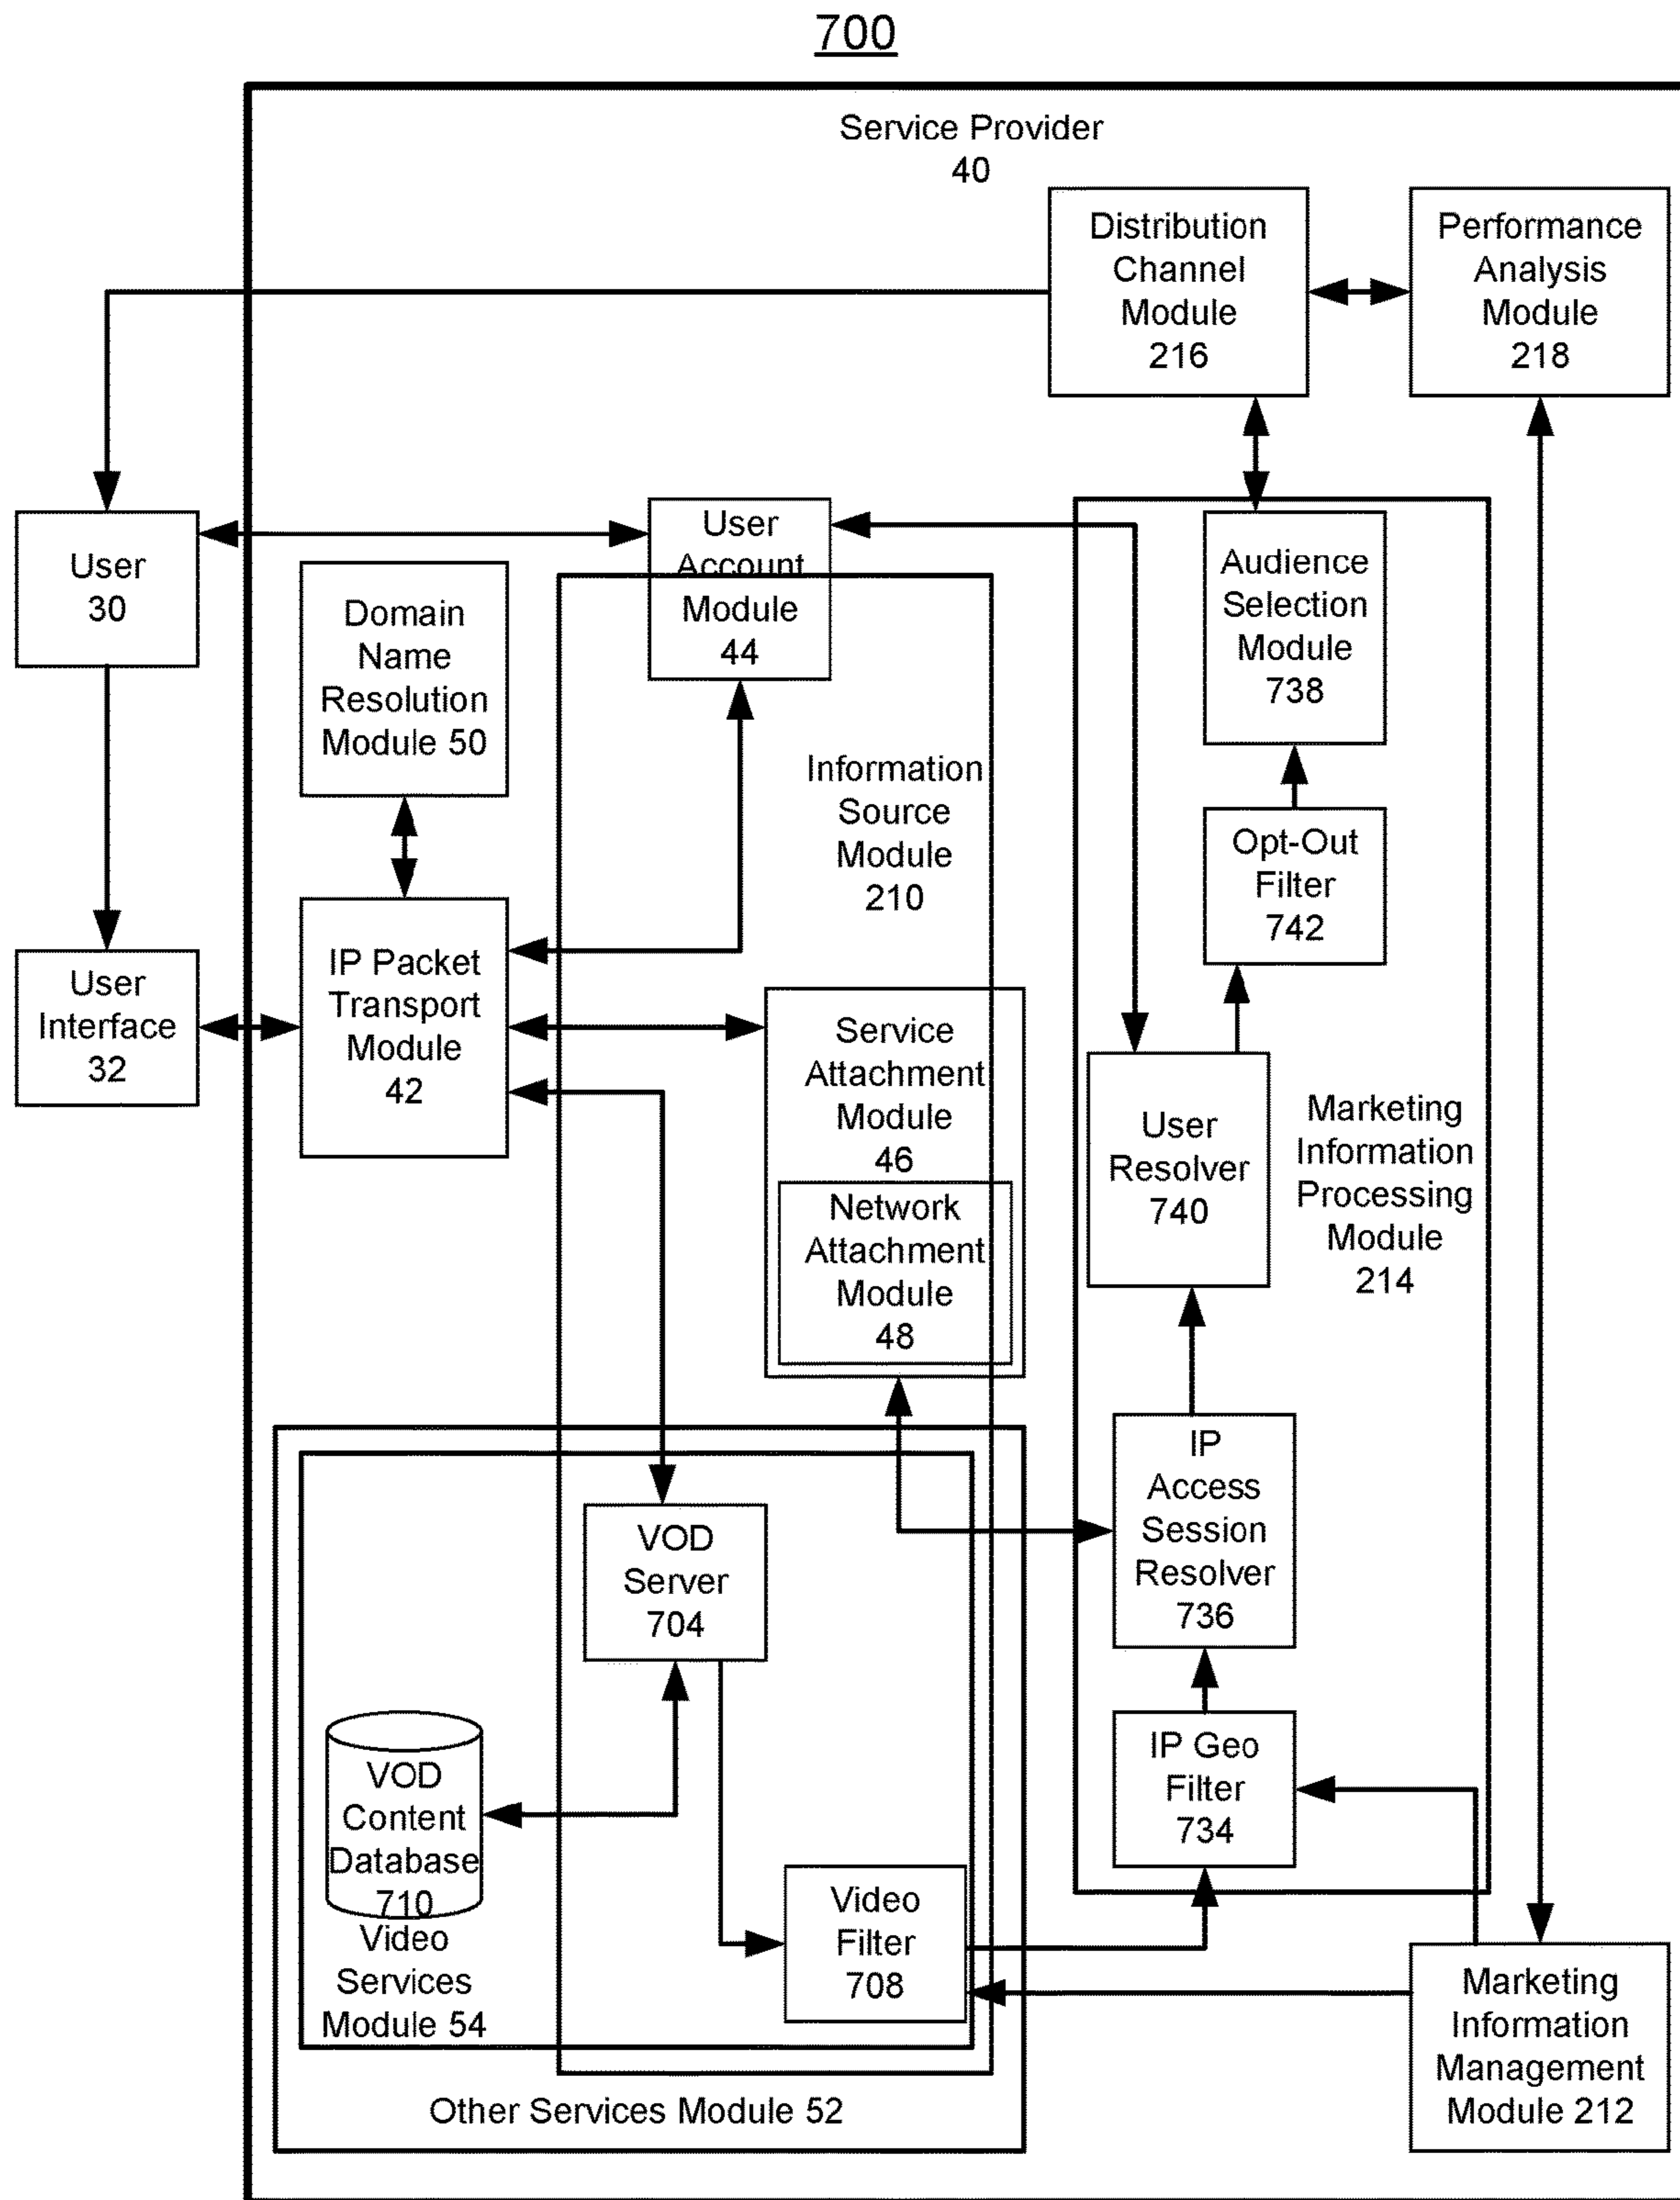 700
Service Provider
40
Distribution
Channel
Module
216
Performance
Analysis
Module
218
User
30
User
Account
Module
44
Domain
Name
Resolution
Module 50
Audience
Selection
Module
738
Information
Source
Module
210
Opt-Out
Filter
742
User
Interface
32
IP Packet
Transport
Module
42
Service
Attachment
Module
46
Network
Attachment
Module
48
User
Resolver
740
Marketing
Information
Processing
Module
214
IP
Access
Session
Resolver
736
VOD
Server
704
IP Geo
Filter
734
VOD
Content
Database
710
Video
Services
Module 54
Video
Filter
708
Marketing
Information
Management
Module 212
Other Services Module 52